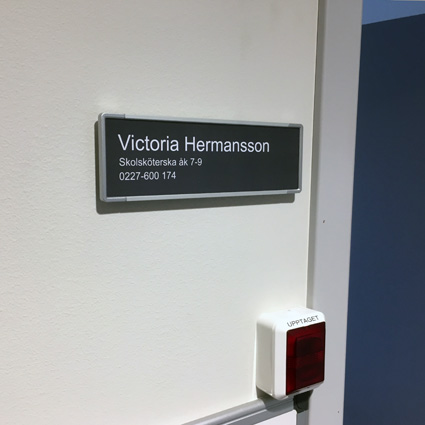 Victoria Hermansson
Skolsköterska åk 7-9
0227-600 174
UPPTAGET